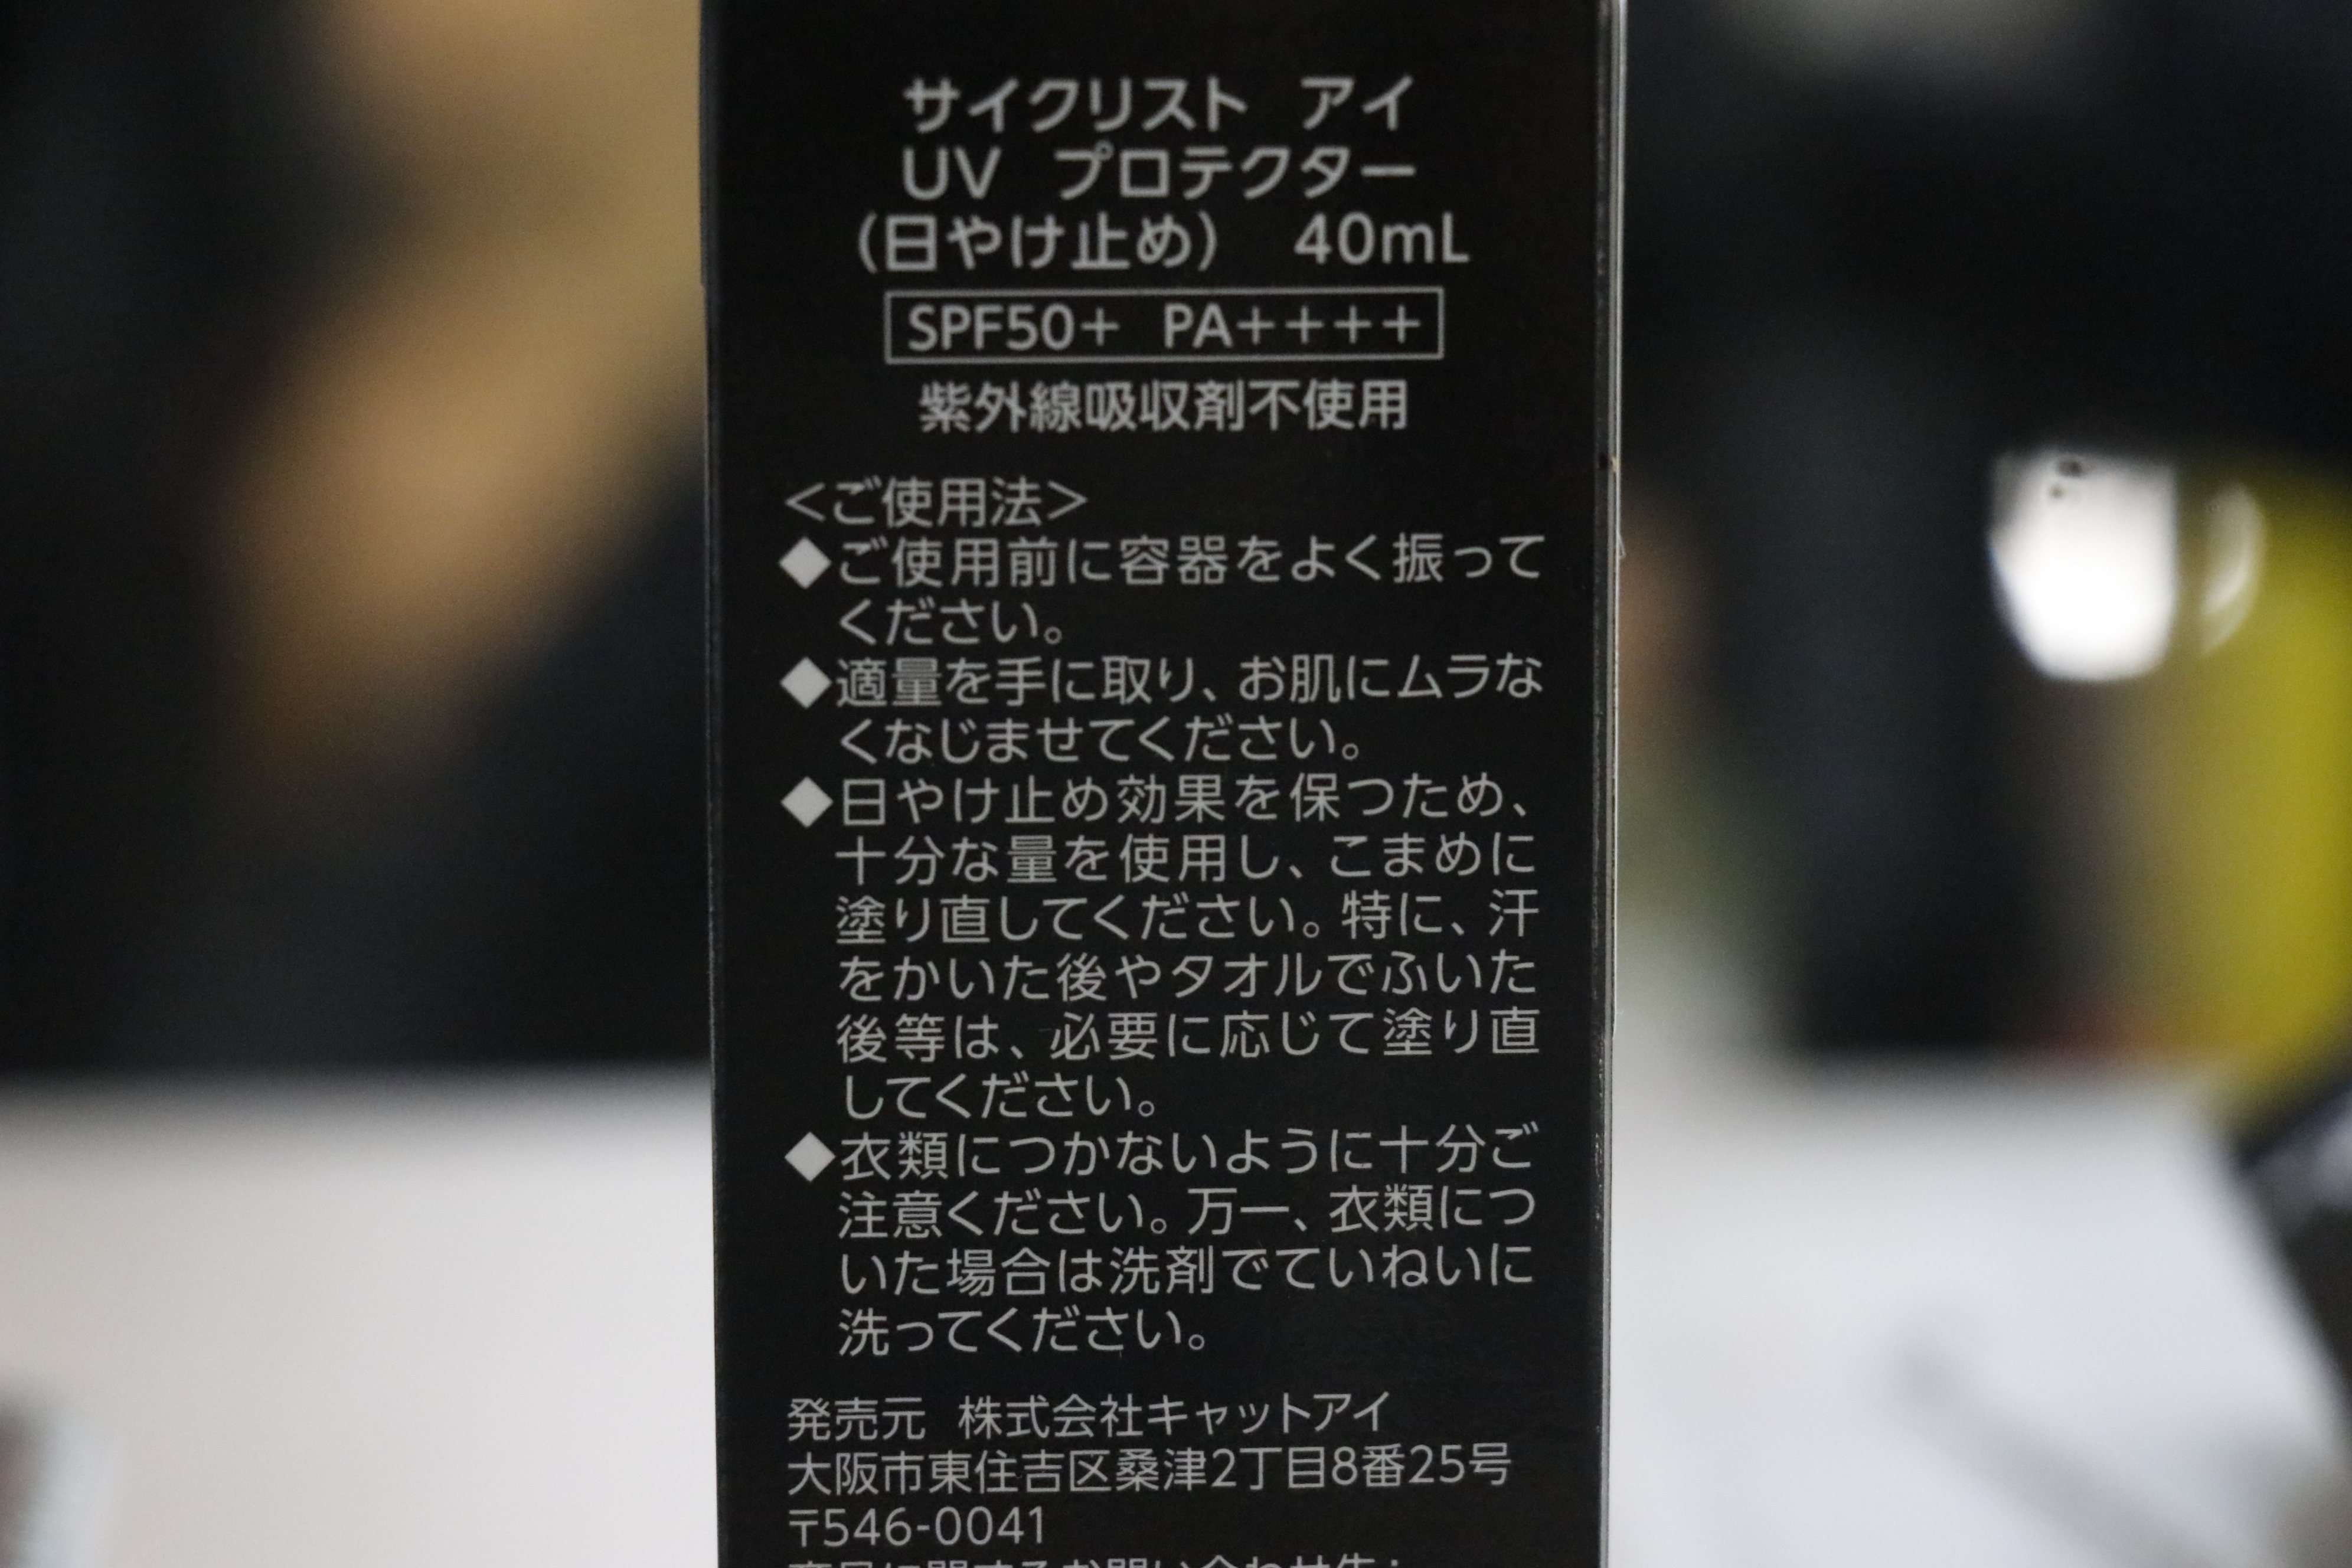 サイクリスト アイ
UV プロテクター
(日やけ止め) 40mL
SPF50+ PA++++
紫外線吸収剤不使用
<ご使用法>
◆ご使用前に容器をよく振って
ください。
◆適量を手に取り、お肌にムラな
くなじませてください。
◆日やけ止め効果を保つため、
十分な量を使用し、こまめに
塗り直してください。特に、汗
をかいた後やタオルでふいた
後等は、必要に応じて塗り直
してください。
◆衣類につかないように十分ご
注意ください。万一、衣類につ
いた場合は洗剤でていねいに
洗ってください。
発売元 株式会社キャットアイ
大阪市東住吉区桑津2丁目8番25号
〒546-0041